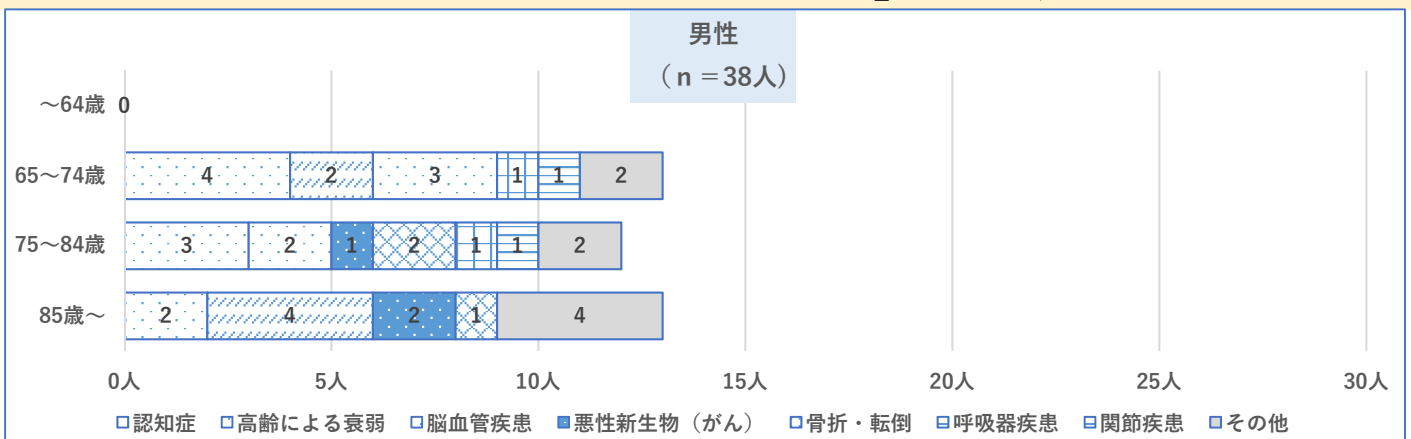 男性
（ｎ＝38人）
～64歳 0
65～74歳 4 2 3 1 1 2
75～84歳 3 2 1 2 1 1 2
85歳～ 2 4 2 1 4
0人 5人 10人 15人 20人 25人 30人
認知症 高齢による衰弱 脳血管疾患 悪性新生物（がん） 骨折・転倒 呼吸器疾患 関節疾患 その他